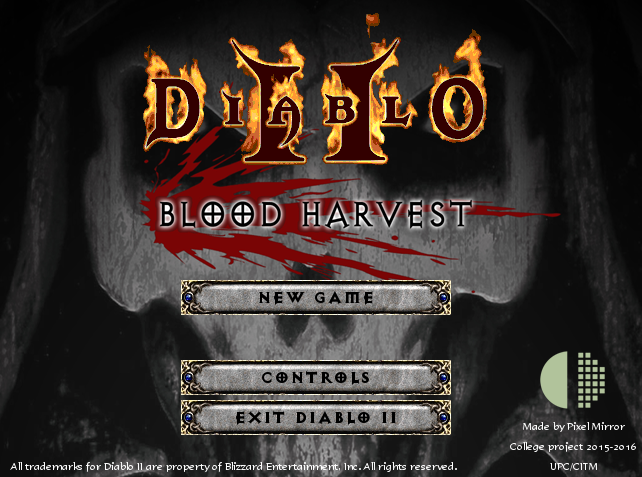 DIABLO II
BLOOD HARVEST
NEW GAME
CONTROLS
EXIT DIABLO II
Made by Pixel Mirror
College project 2015-2016
UPC/CITM
All trademarks for Diablo II are property of Blizzard Entertainment, Inc. All rights reserved.